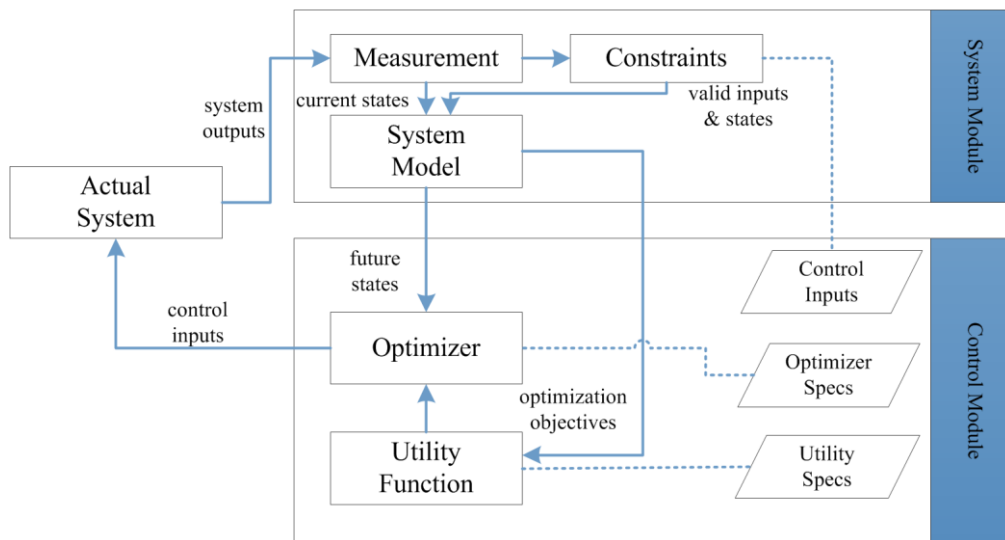 Measurement
Constraints
System Module
system
outputs
current states
valid inputs
& states
System
Model
Actual
System
future
states
Control
Inputs
control
inputs
Optimizer
Optimizer
Specs
Control Module
optimization
objectives
Utility
Function
Utility
Specs